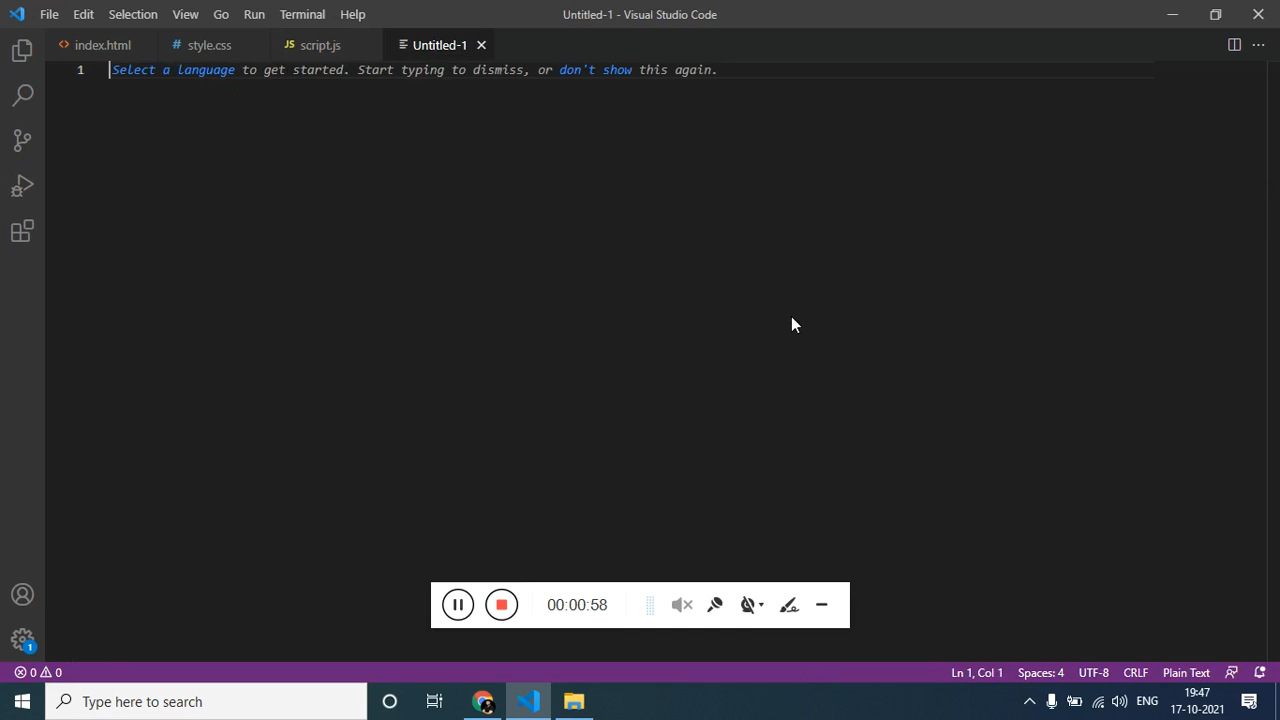 File Edit Selection View Go Run Terminal Help Untitled-1 - Visual Studio Code
index.html # style.css JS script.js Untitled-1
1 Select a language to get started. Start typing to dismiss, or don't show this again.
00:00:58
1
0 0 Ln 1, Col 1 Spaces: 4 UTF-8 CRLF Plain Text
Type here to search ENG 19:47
17-10-2021